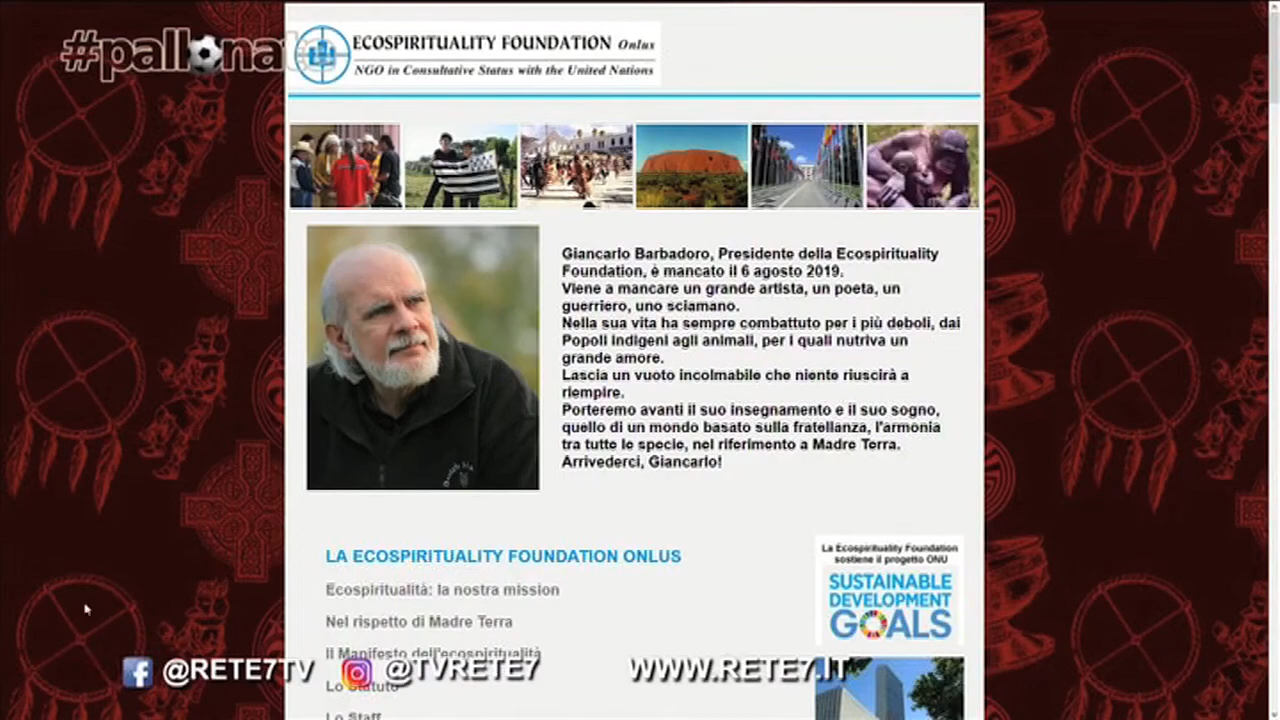 #pallonat
ECOSPIRITUALITY FOUNDATION Onlus
NGO in Consultative Status with the United Nations
Giancarlo Barbadoro, Presidente della Ecospirituality
Foundation, è mancato il 6 agosto 2019.
Viene a mancare un grande artista, un poeta, un
guerriero, uno sciamano.
Nella sua vita ha sempre combattuto per i più deboli, dai
Popoli indigeni agli animali, per i quali nutriva un
grande amore.
Lascia un vuoto incolmabile che niente riuscirà a
riempire.
Porteremo avanti il suo insegnamento e il suo sogno,
quello di un mondo basato sulla fratellanza, l'armonia
tra tutte le specie, nel riferimento a Madre Terra.
Arrivederci, Giancarlo!
LA ECOSPIRITUALITY FOUNDATION ONLUS
Ecospiritualità: la nostra mission
Nel rispetto di Madre Terra
Il Manifesto dell'ecospiritualità
Lo Statuto
Lo Staff
La Ecospirituality Foundation
sostiene il progetto ONU
SUSTAINABLE
DEVELOPMENT
GOALS
@RETE7TV
@TVRETE7
WWW.RETE7.IT